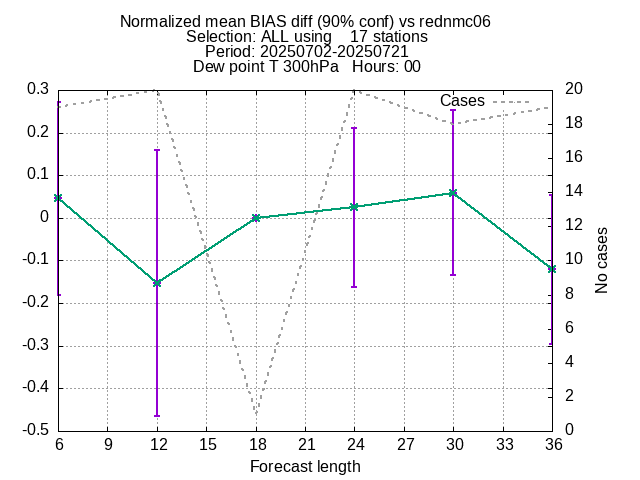 Normalized mean BIAS diff (90% conf) vs rednmc06
Selection: ALL using    17 stations
Period: 20250702-20250721
Dew point T 300hPa   Hours: 00
Cases
0.3
0.2
0.1
0
-0.1
-0.2
-0.3
-0.4
-0.5
20
18
16
14
12
10
8
6
4
2
0
No cases
6 9 12 15 18 21 24 27 30 33 36
Forecast length